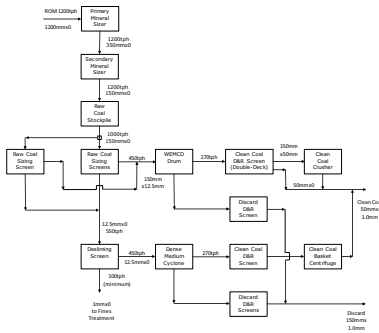 ROM 1200tph
1200mmx0
Primary
Mineral
Sizer
1200tph
350mmx0
Secondary
Mineral
Sizer
1200tph
150mmx0
Raw
Coal
Stockpile
1000tph
150mmx0
Raw Coal
Sizing
Screen
Raw Coal
Sizing
Screens
450tph
150mm
x12.5mm
WEMCO
Drum
270tph
Clean Coal
D&R Screen
(Double-Deck)
150mm
x50mm
Clean
Coal
Crusher
50mmx0
Clean Co
50mmx
1.0mm
Discard
D&R
Screen
12.5mmx0
550tph
Desliming
Screen
450tph
12.5mmx0
Dense
Medium
Cyclone
270tph
Clean Coal
D&R
Screen
Clean Coal
Basket
Centrifuge
100tph
(minimum)
1mmx0
to Fines
Treatment
Discard
D&R
Screens
Discard
150mmx
1.0mm